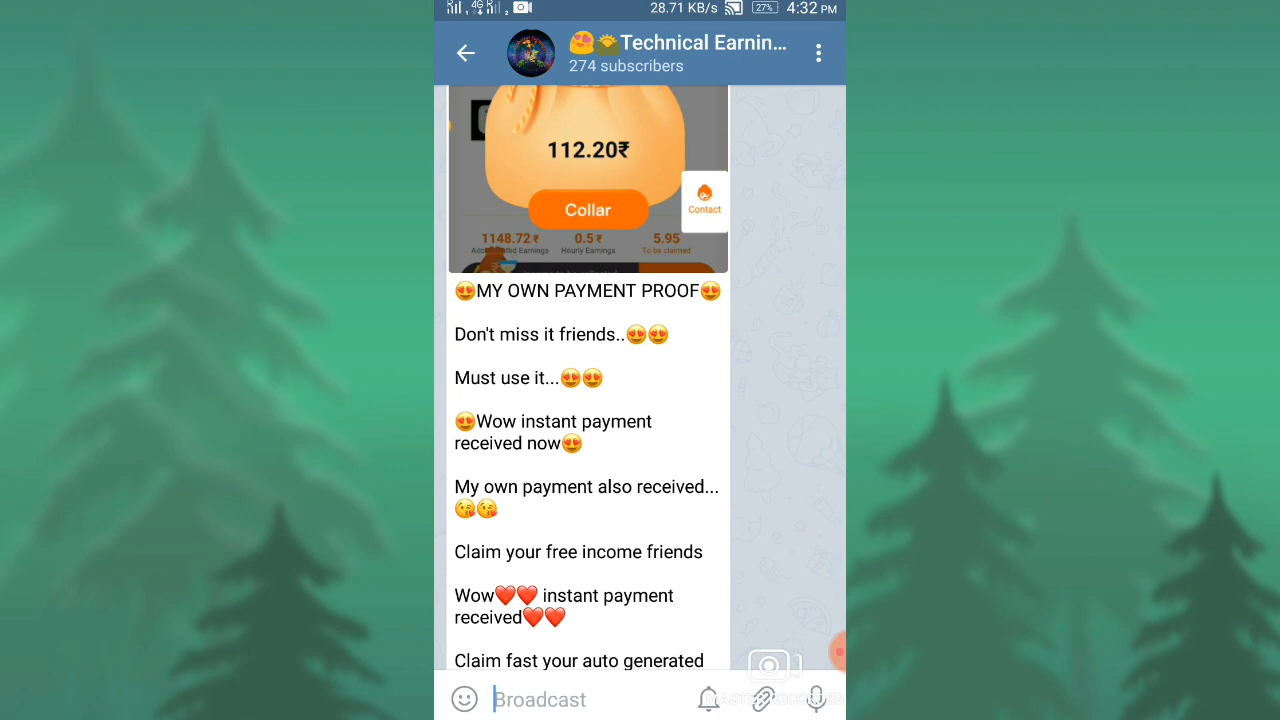 4G
28.71 KB/s
27%
4:32 PM
😍🌤Technical Earnin...
274 subscribers
112.20₹
Collar
Contact
1148.72 ₹
0.5 ₹
5.95
Hourly Earnings
To be claimed
😍MY OWN PAYMENT PROOF😍
Don't miss it friends..😍😍
Must use it...😍😍
😍Wow instant payment
received now😍
My own payment also received...
😘😘
Claim your free income friends
Wow❤️❤️ instant payment
received❤️❤️
Claim fast your auto generated
Broadcast
MASTER RECORDER